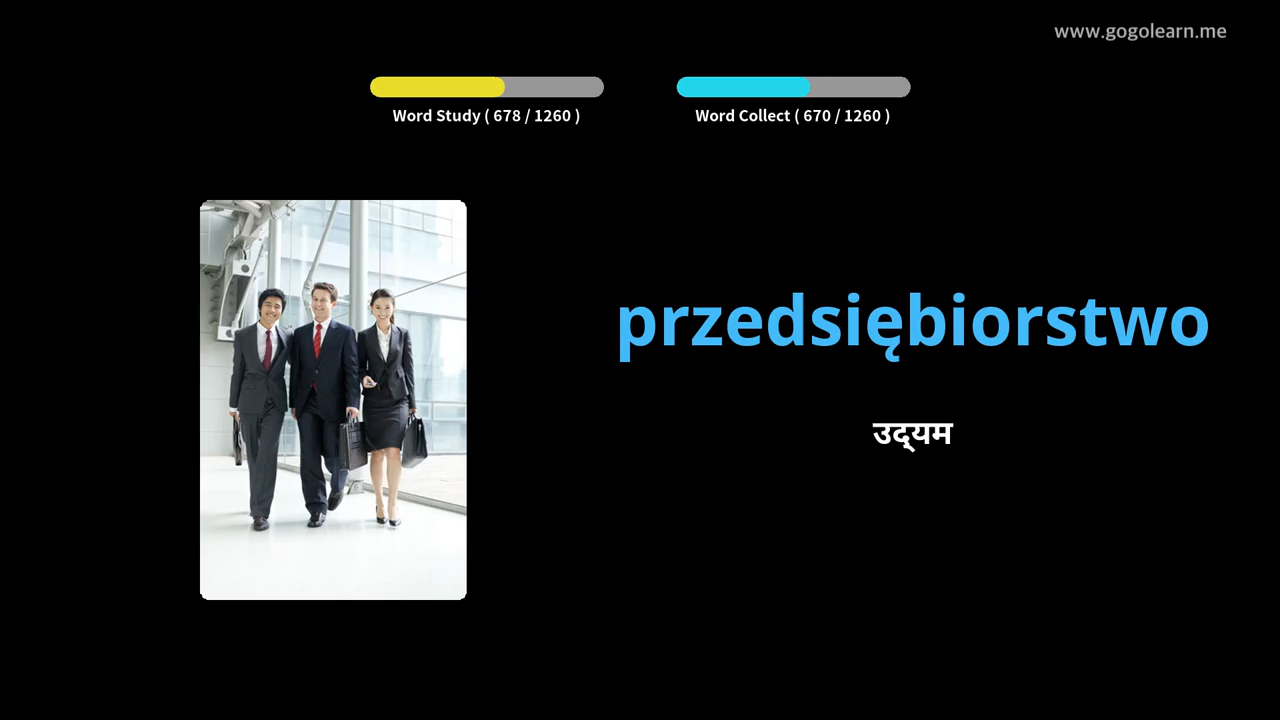 www.gogolearn.me
Word Study ( 678 / 1260 )
Word Collect ( 670 / 1260 )
przedsiębiorstwo
उद्यम